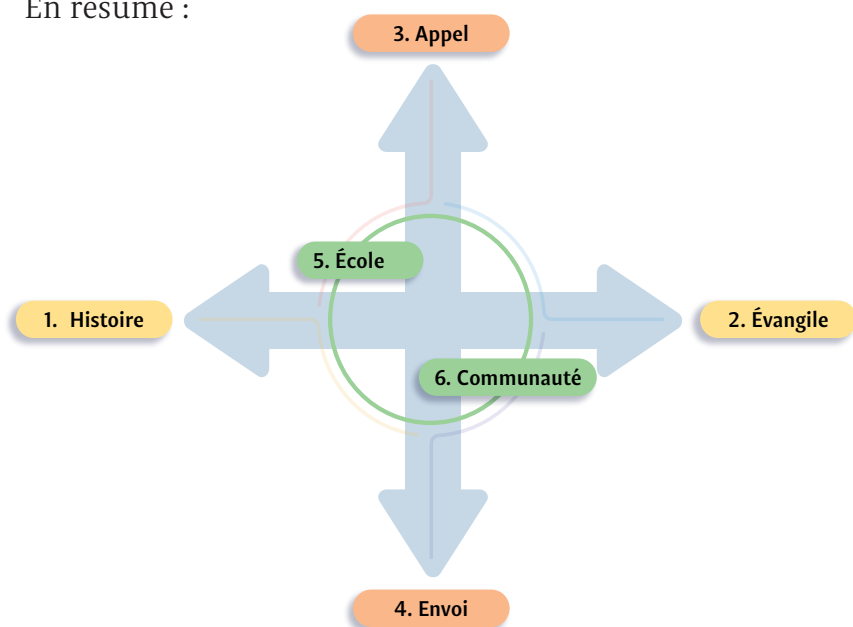 En résumé :
3. Appel
5. École
1. Histoire
2. Évangile
6. Communauté
4. Envoi